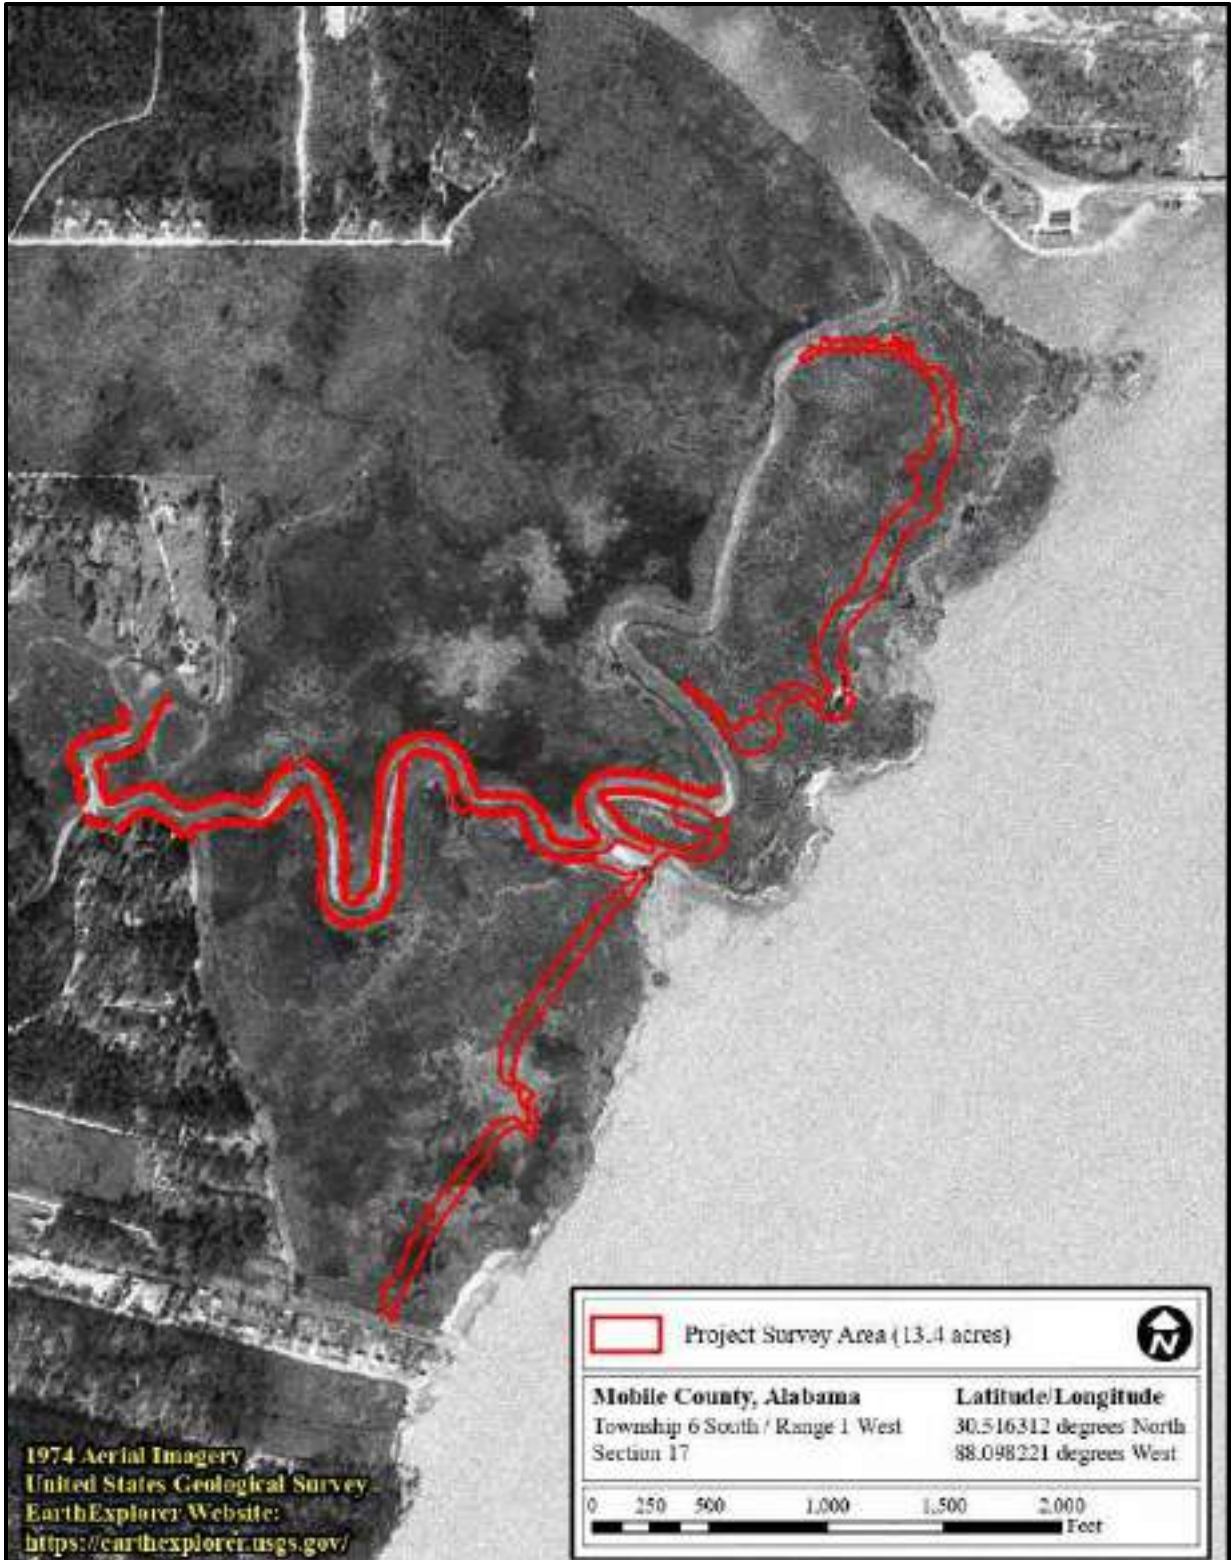 Project Survey Area (13.4 acres)
N
Mobile County, Alabama
Township 6 South / Range 1 West
Section 17
Latitude/Longitude
30.516312 degrees North
88.098221 degrees West
0 250 500 1,000 1,500 2,000
Feet
1974 Aerial Imagery
United States Geological Survey
EarthExplorer Website:
https://earthexplorer.usgs.gov/